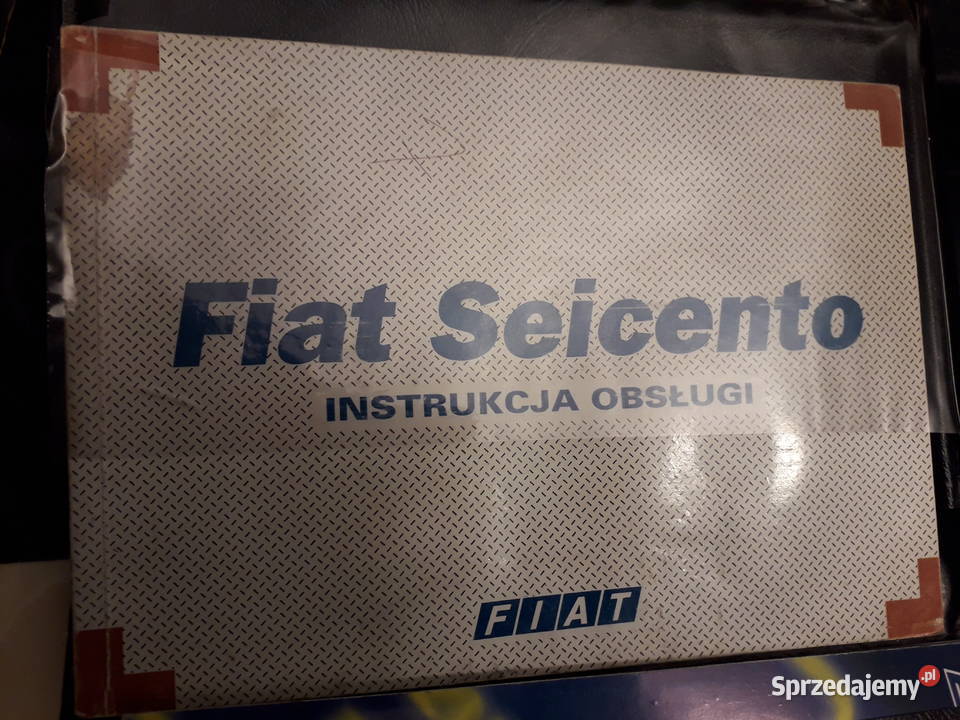 Fiat Seicento
INSTRUKCJA OBSŁUGI
FIAT
Sprzedajemy.pl